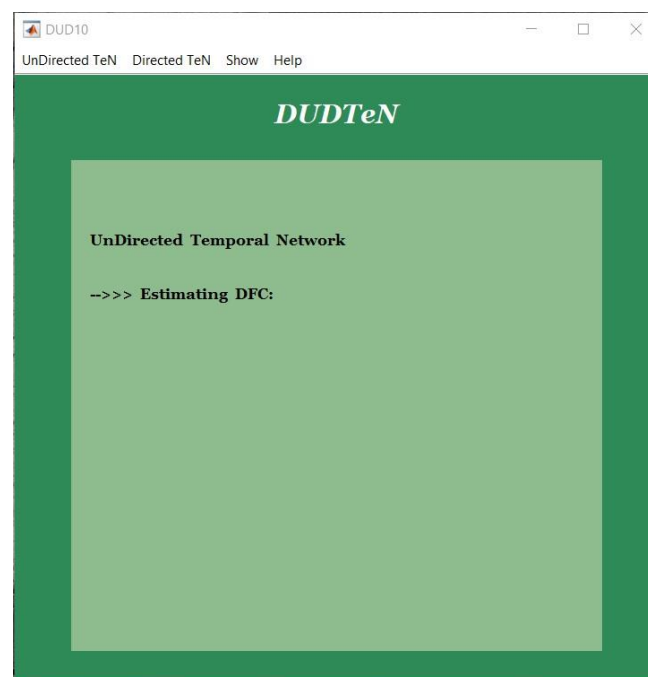 DUD10
UnDirected TeN Directed TeN Show Help
DUDTeN
UnDirected Temporal Network
-->>> Estimating DFC: